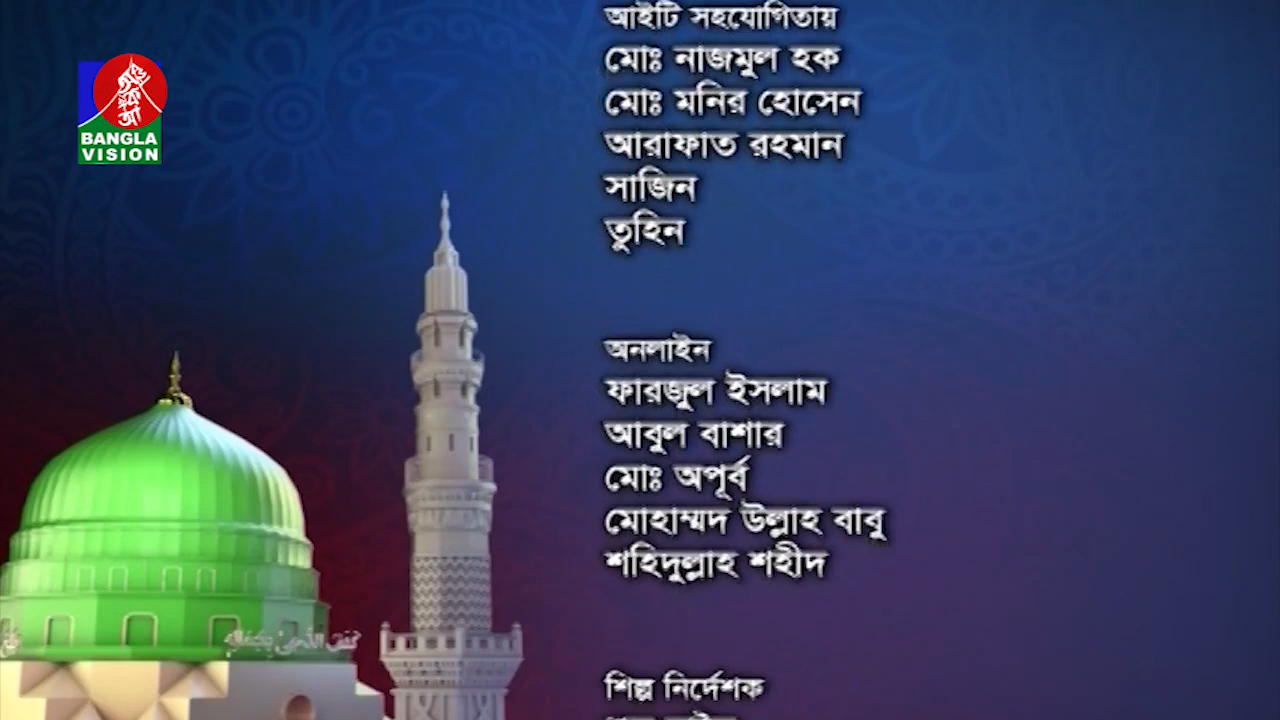 BANGLA
VISION
আইটি সহযোগিতায়
মোঃ নাজমুল হক
মোঃ মনির হোসেন
আরাফাত রহমান
সাজিন
তুহিন
অনলাইন
ফারজুল ইসলাম
আবুল বাশার
মোঃ অপূর্ব
মোহাম্মদ উল্লাহ বাবু
শহিদুল্লাহ শহীদ
শিল্প নির্দেশক